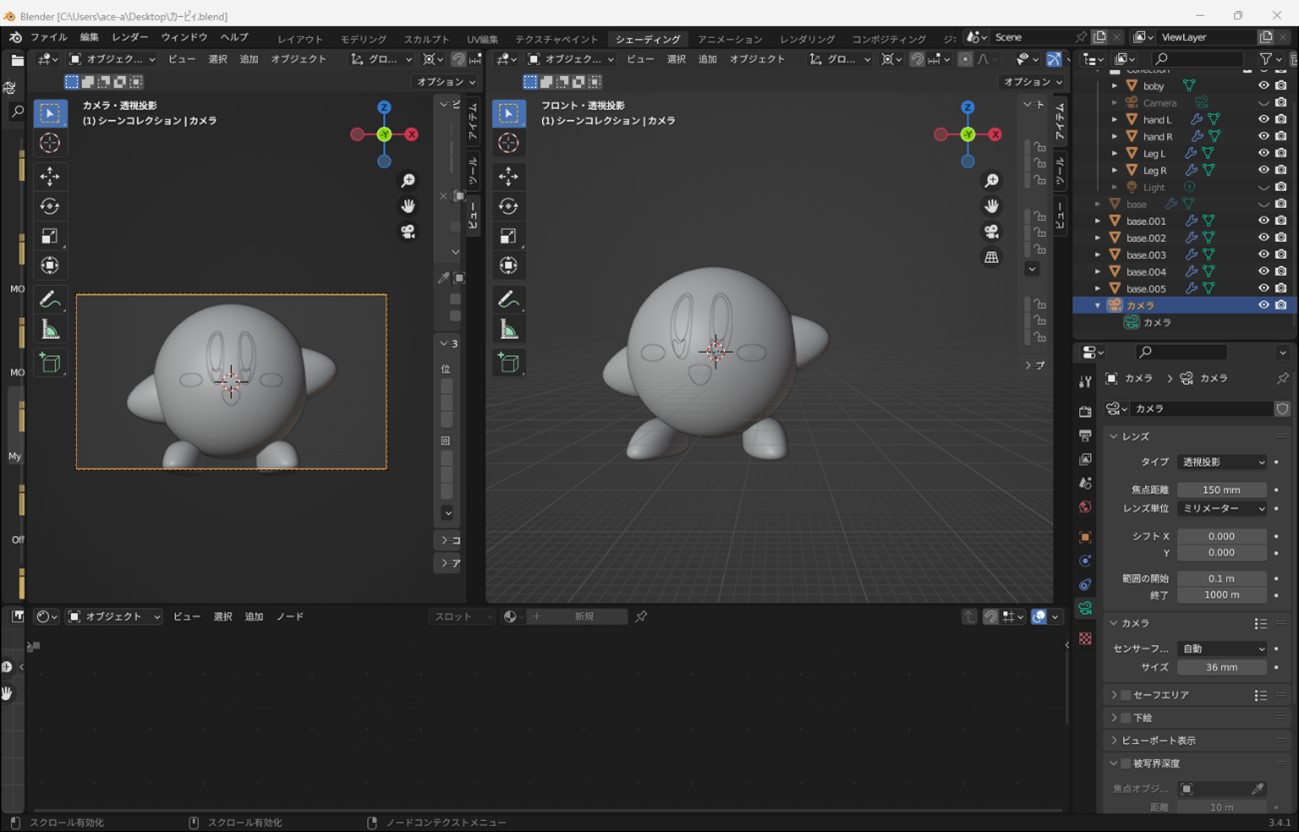 Blender [C:\Users\ace-a\Desktop\カービィ.blend]
ファイル 編集 レンダー ウィンドウ ヘルプ レイアウト モデリング スカルプト UV編集 テクスチャペイント シェーディング アニメーション レンダリング コンポジティング Scene ViewLayer
オブジェク... ビュー 選択 追加 オブジェクト グロ...
オプション
カメラ・透視投影
(1) シーンコレクション | カメラ
Z
-Y
X
アイテム
ツール
ビュー
3
位
回
コ
ア
MO
MO
My
Off
オブジェク... ビュー 選択 追加 オブジェクト グロ...
オプション
フロント・透視投影
(1) シーンコレクション | カメラ
Z
-Y
X
アイテム
ツール
ビュー
ト
プ
Collection
boby
Camera
hand L
hand R
Leg L
Leg R
Light
base
base.001
base.002
base.003
base.004
base.005
カメラ
カメラ
カメラ カメラ
カメラ
レンズ
タイプ 透視投影
焦点距離 150 mm
レンズ単位 ミリメーター
シフト X 0.000
Y 0.000
範囲の開始 0.1 m
終了 1000 m
カメラ
センサーフ... 自動
サイズ 36 mm
セーフエリア
下絵
ビューポート表示
被写界深度
焦点オブジ...
距離 10 m
オブジェクト ビュー 選択 追加 ノード スロット 新規
スクロール有効化 スクロール有効化 ノードコンテクストメニュー 3.4.1